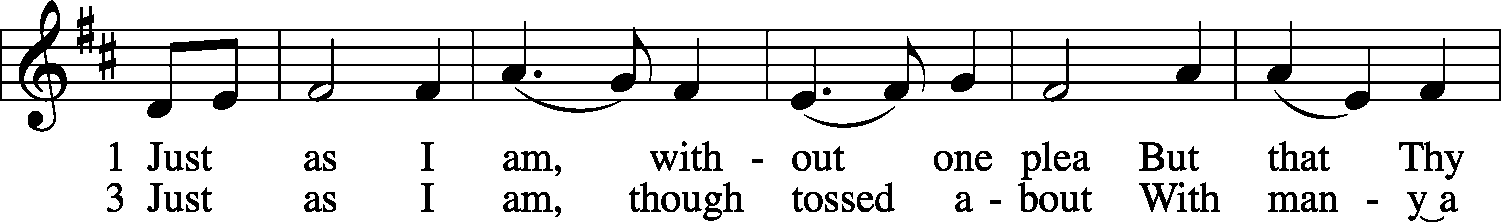 1 Just as I am, with - out one plea But that Thy
3 Just as I am, though tossed a - bout With man - y a